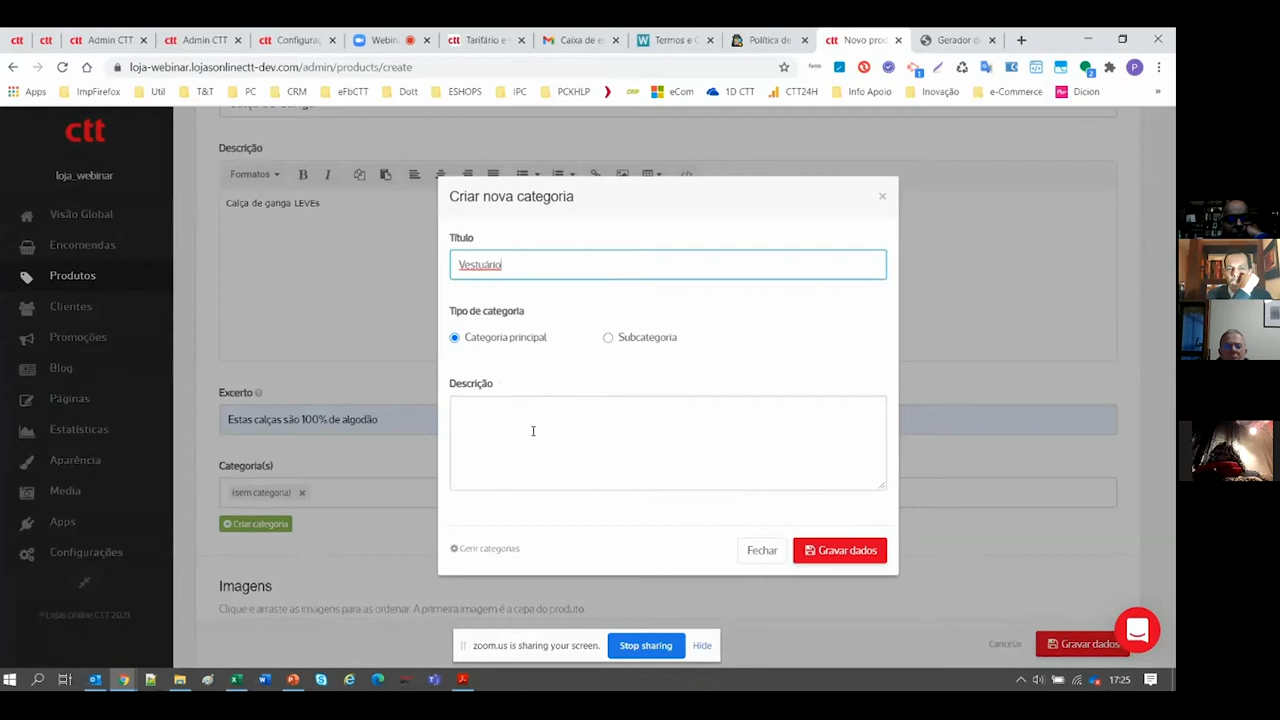 ctt ctt Admin CTT Admin CTT Configuraç Webin ctt Tarifário e Caixa de e Termos e C Política de ctt Novo pro Gerador d
loja-webinar.lojasonlinectt-dev.com/admin/products/create
Apps ImpFirefox Util T&T PC CRM eFbCTT Dott ESHOPS IPC PCKHLP eCom 1D CTT CTT24H Info Apoio Inovação e-Commerce Dicion
ctt
loja_webinar
Visão Global
Encomendas
Produtos
Clientes
Promoções
Blog
Páginas
Estatísticas
Aparência
Media
Apps
Configurações
© Lojas Online CTT 2021
Descrição
Formatos
B I
Calça de ganga LEVEs
Excerto
Estas calças são 100% de algodão
Categoria(s)
(sem categoria) ×
Criar categoria
Imagens
Clique e arraste as imagens para as ordenar. A primeira imagem é a capa do produto.
Cancelar Gravar dados
Criar nova categoria ×
Título
Vestuário
Tipo de categoria
Categoria principal Subcategoria
Descrição
Gerir categorias Fechar Gravar dados
zoom.us is sharing your screen. Stop sharing Hide
17:25